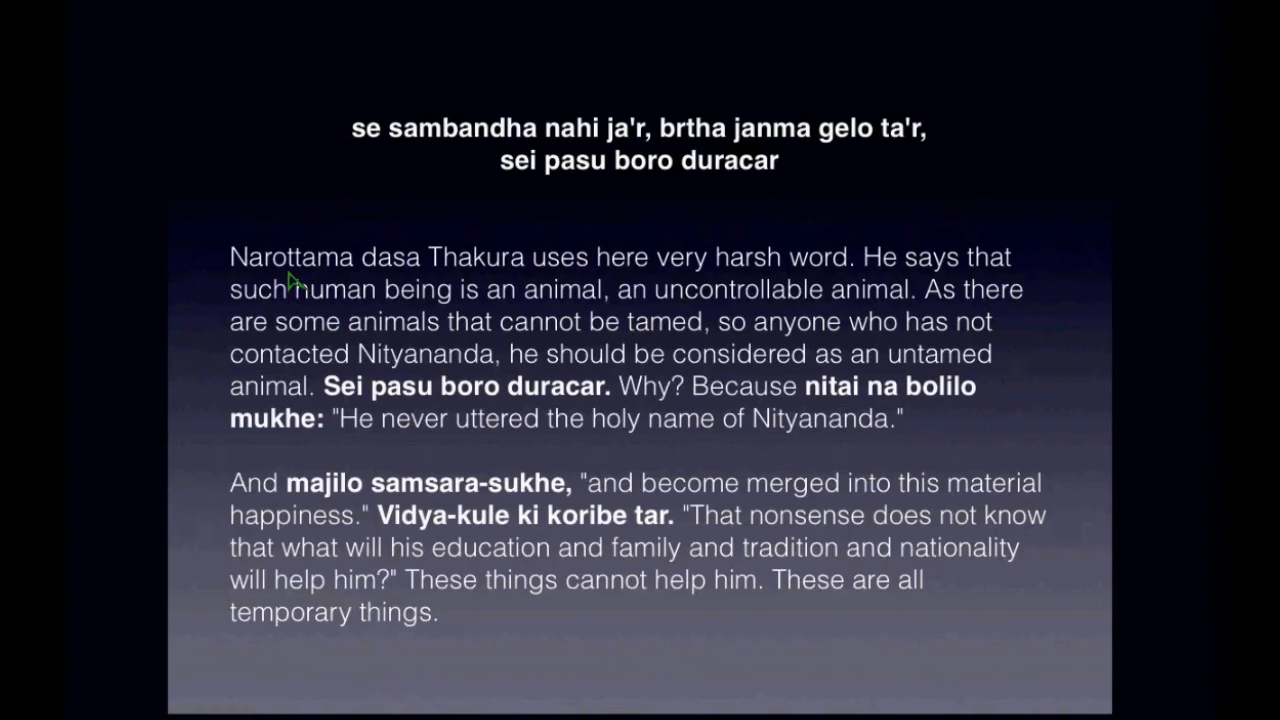 se sambandha nahi ja'r, brtha janma gelo ta'r,
sei pasu boro duracar
Narottama dasa Thakura uses here very harsh word. He says that
such human being is an animal, an uncontrollable animal. As there
are some animals that cannot be tamed, so anyone who has not
contacted Nityananda, he should be considered as an untamed
animal. Sei pasu boro duracar. Why? Because nitai na bolilo
mukhe: "He never uttered the holy name of Nityananda."
And majilo samsara-sukhe, "and become merged into this material
happiness." Vidya-kule ki koribe tar. "That nonsense does not know
that what will his education and family and tradition and nationality
will help him?" These things cannot help him. These are all
temporary things.